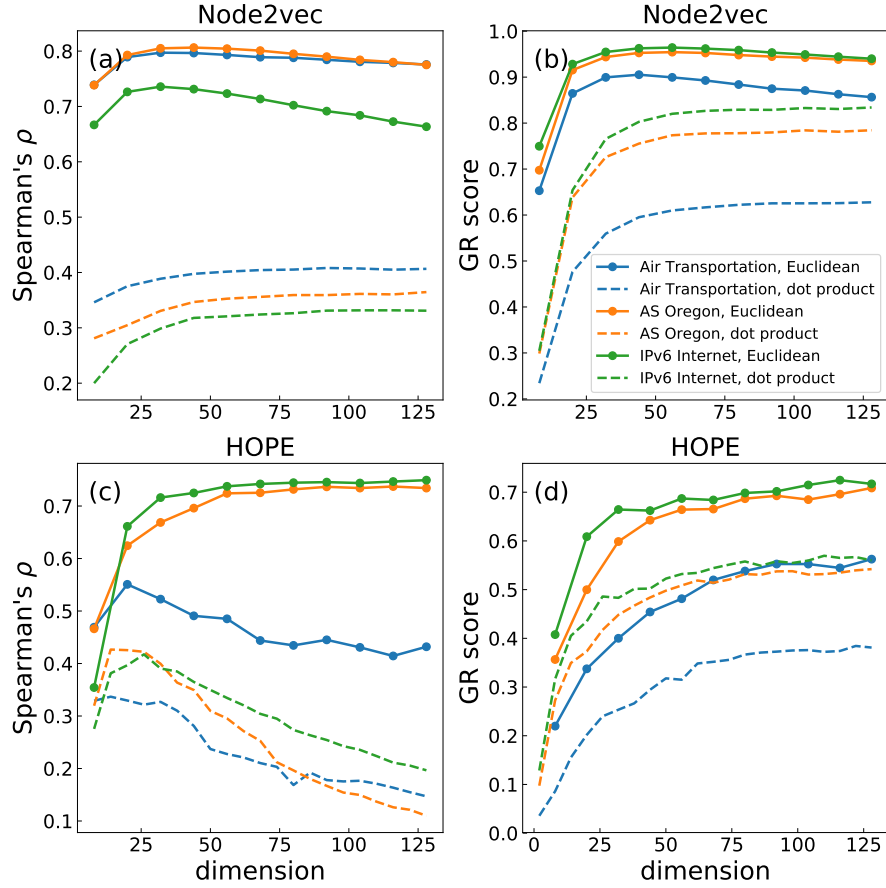 Node2vec
(a)
Spearman's ρ
0.8
0.7
0.6
0.5
0.4
0.3
0.2
25
50
75
100
125
Node2vec
(b)
GR score
1.0
0.9
0.8
0.7
0.6
0.5
0.4
0.3
0.2
25
50
75
100
125
Air Transportation, Euclidean
Air Transportation, dot product
AS Oregon, Euclidean
AS Oregon, dot product
IPv6 Internet, Euclidean
IPv6 Internet, dot product
HOPE
(c)
Spearman's ρ
0.7
0.6
0.5
0.4
0.3
0.2
0.1
25
50
75
100
125
dimension
HOPE
(d)
GR score
0.7
0.6
0.5
0.4
0.3
0.2
0.1
0.0
0
25
50
75
100
125
dimension